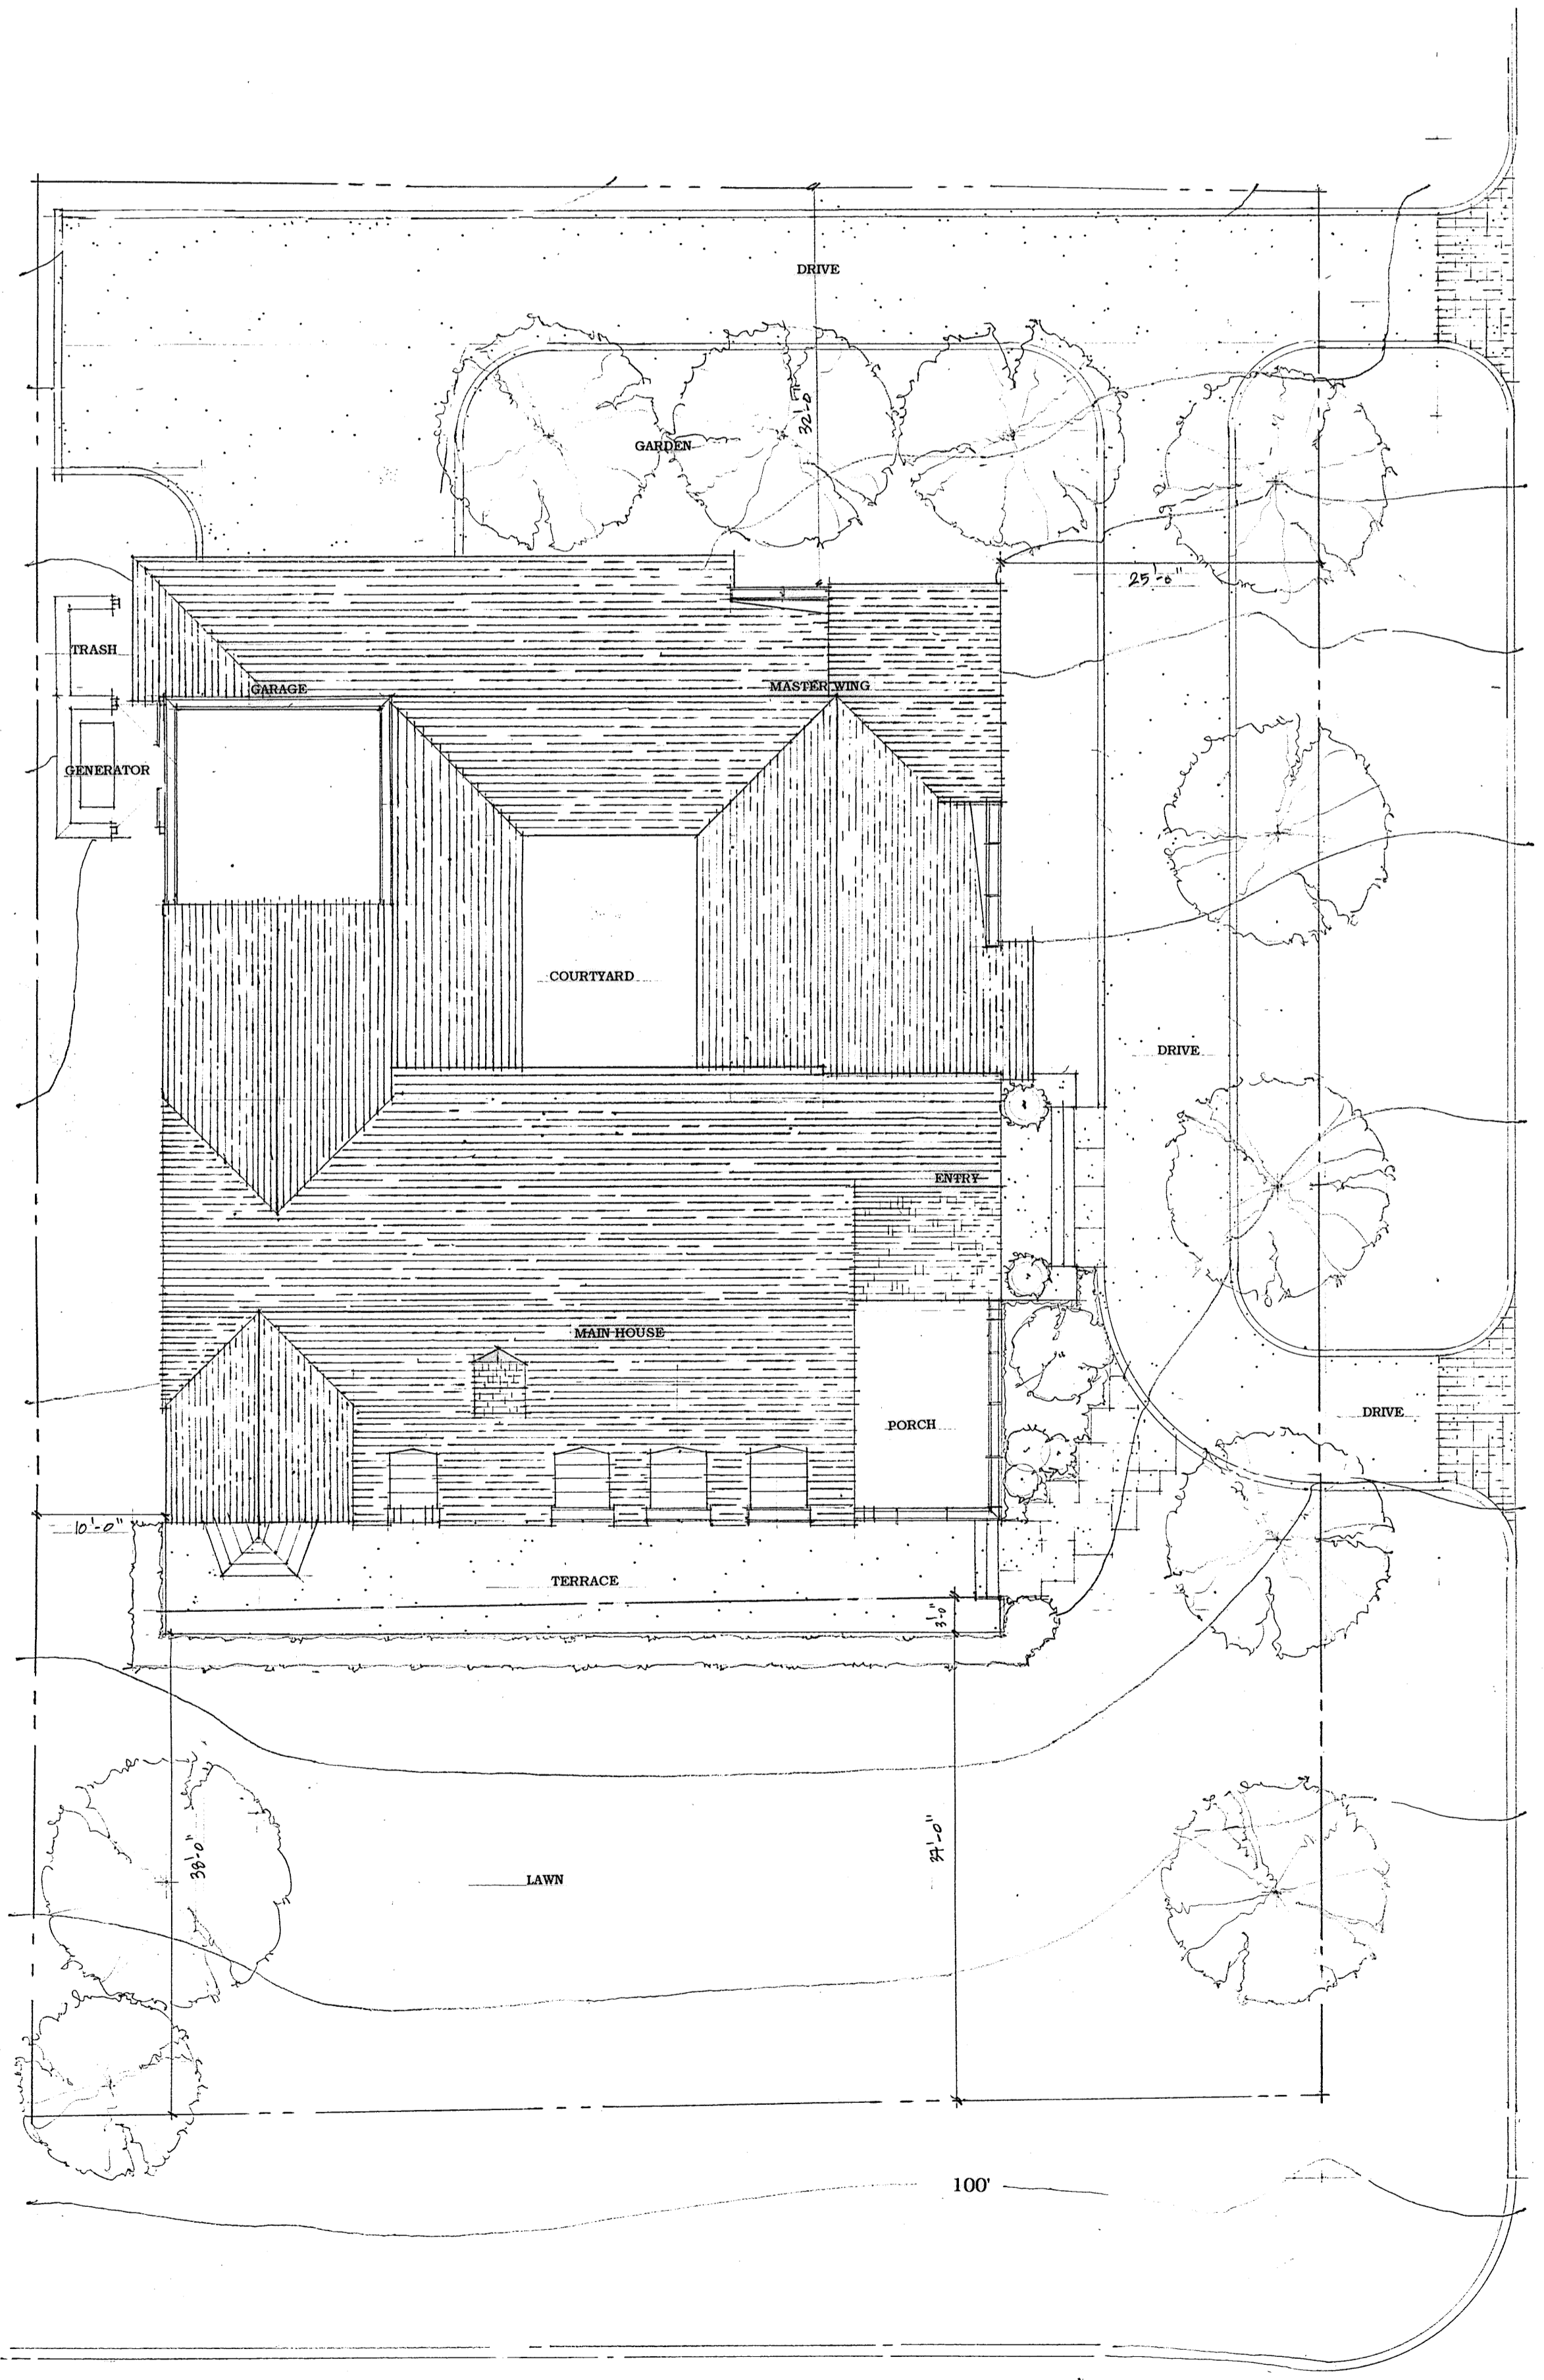 DRIVE
32'-0"
GARDEN
25'-0"
TRASH
GARAGE
MASTER WING
GENERATOR
COURTYARD
DRIVE
ENTRY
MAIN HOUSE
DRIVE
PORCH
10'-0"
TERRACE
3'-0"
38'-0"
37'-0"
LAWN
100'